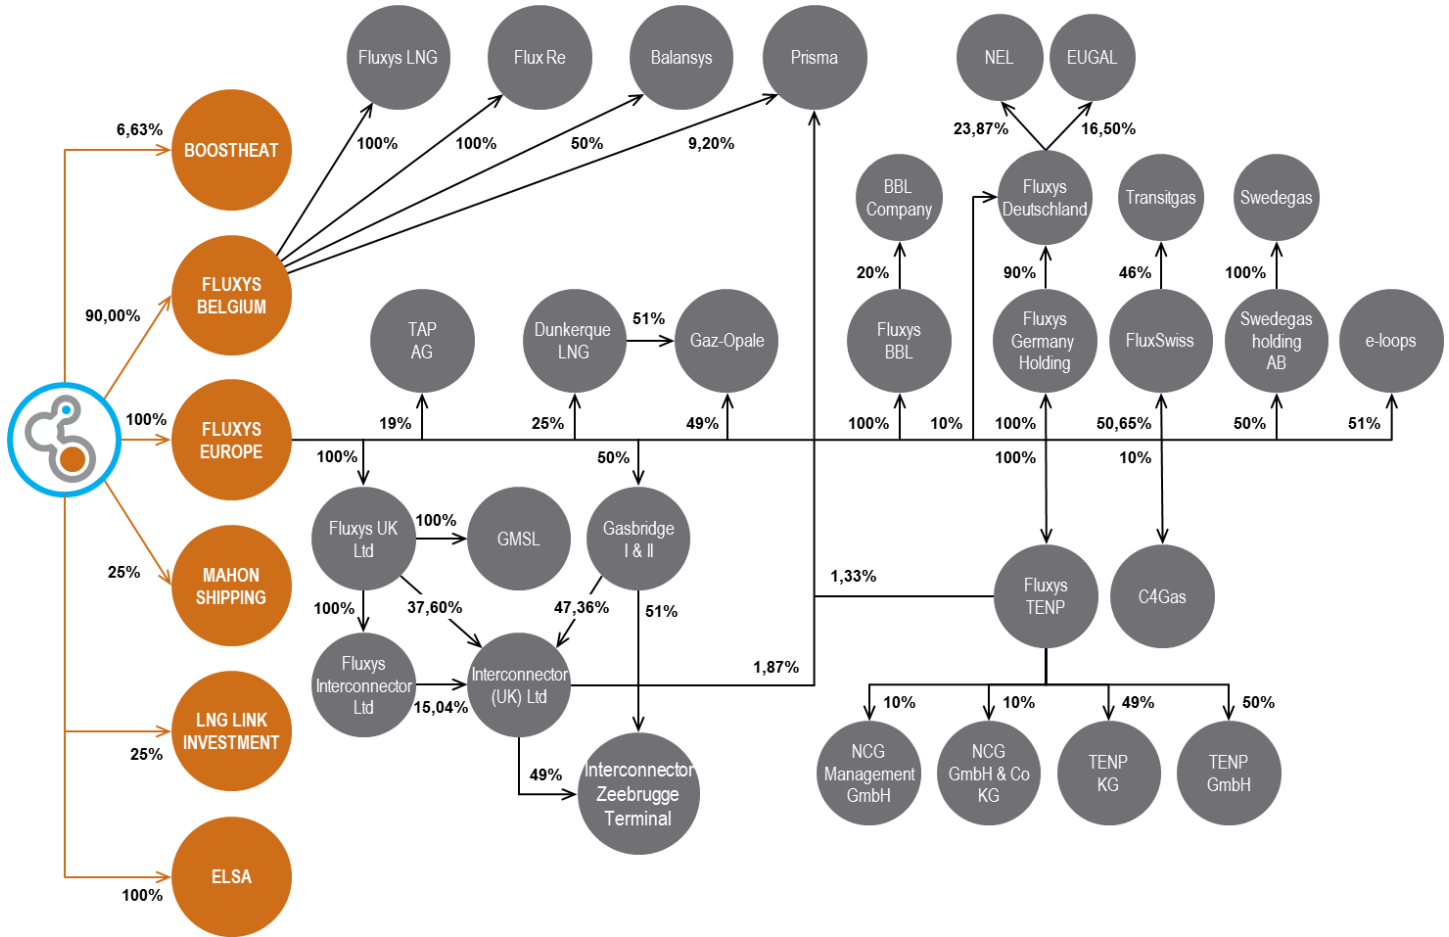 Fluxys LNG
Flux Re
Balansys
Prisma
NEL
EUGAL
6,63%
100%
100%
50%
9,20%
23,87%
16,50%
BOOSTHEAT
BBL
Company
Fluxys
Deutschland
Transitgas
Swedegas
FLUXYS
BELGIUM
90,00%
20%
90%
46%
100%
TAP
AG
Dunkerque
LNG
51%
Gaz-Opale
Fluxys
BBL
Fluxys
Germany
Holding
FluxSwiss
Swedegas
holding
AB
e-loops
100%
FLUXYS
EUROPE
19%
25%
49%
100%
10%
100%
50,65%
50%
51%
100%
50%
100%
10%
Fluxys UK
Ltd
100%
GMSL
Gasbridge
I & II
25%
MAHON
SHIPPING
100%
37,60%
47,36%
51%
1,33%
Fluxys
TENP
C4Gas
Fluxys
Interconnector
Ltd
15,04%
Interconnector
(UK) Ltd
1,87%
LNG LINK
INVESTMENT
25%
10%
10%
49%
50%
49%
Interconnector
Zeebrugge
Terminal
NCG
Management
GmbH
NCG
GmbH & Co
KG
TENP
KG
TENP
GmbH
ELSA
100%